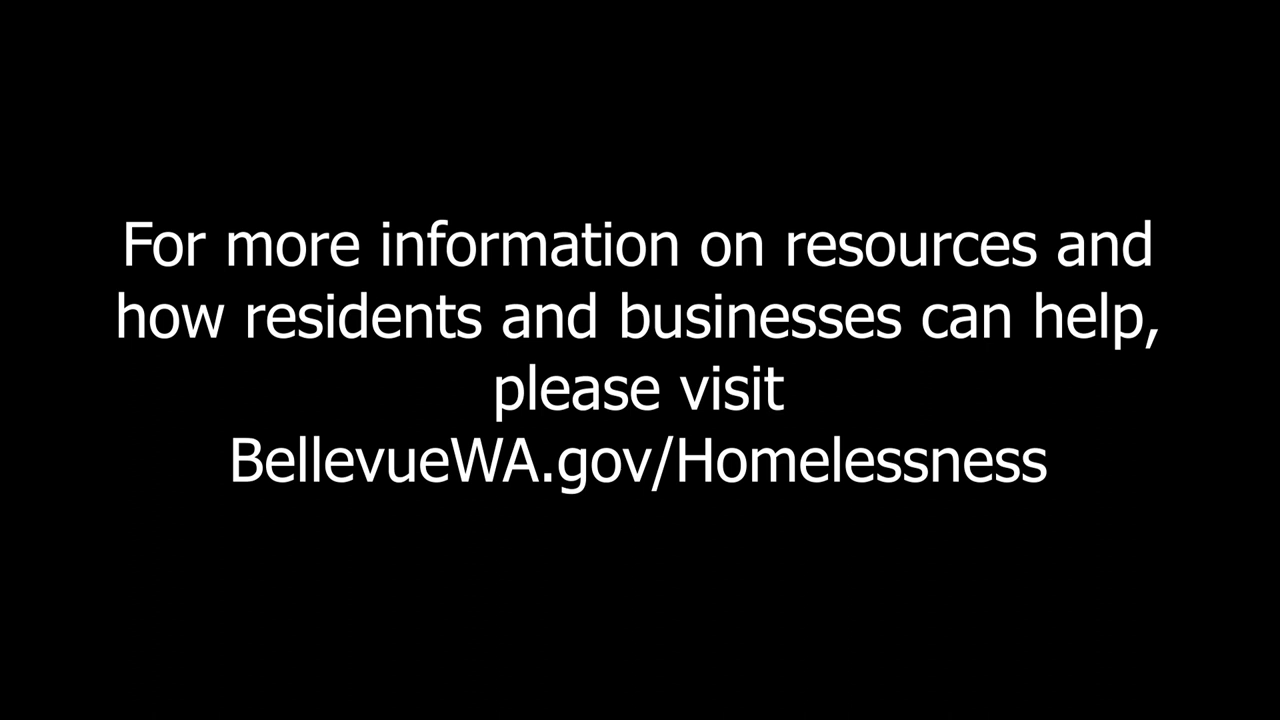 For more information on resources and
how residents and businesses can help,
please visit
BellevueWA.gov/Homelessness